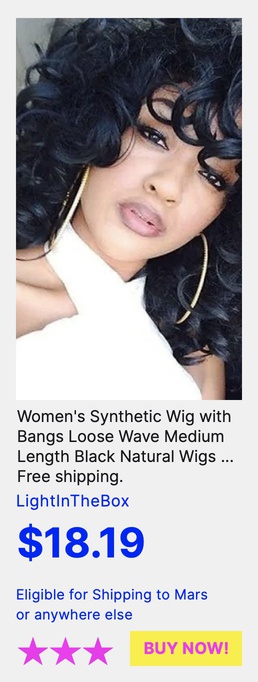 Women's Synthetic Wig with
Bangs Loose Wave Medium
Length Black Natural Wigs ...
Free shipping.
LightInTheBox
$18.19
Eligible for Shipping to Mars
or anywhere else
BUY NOW!